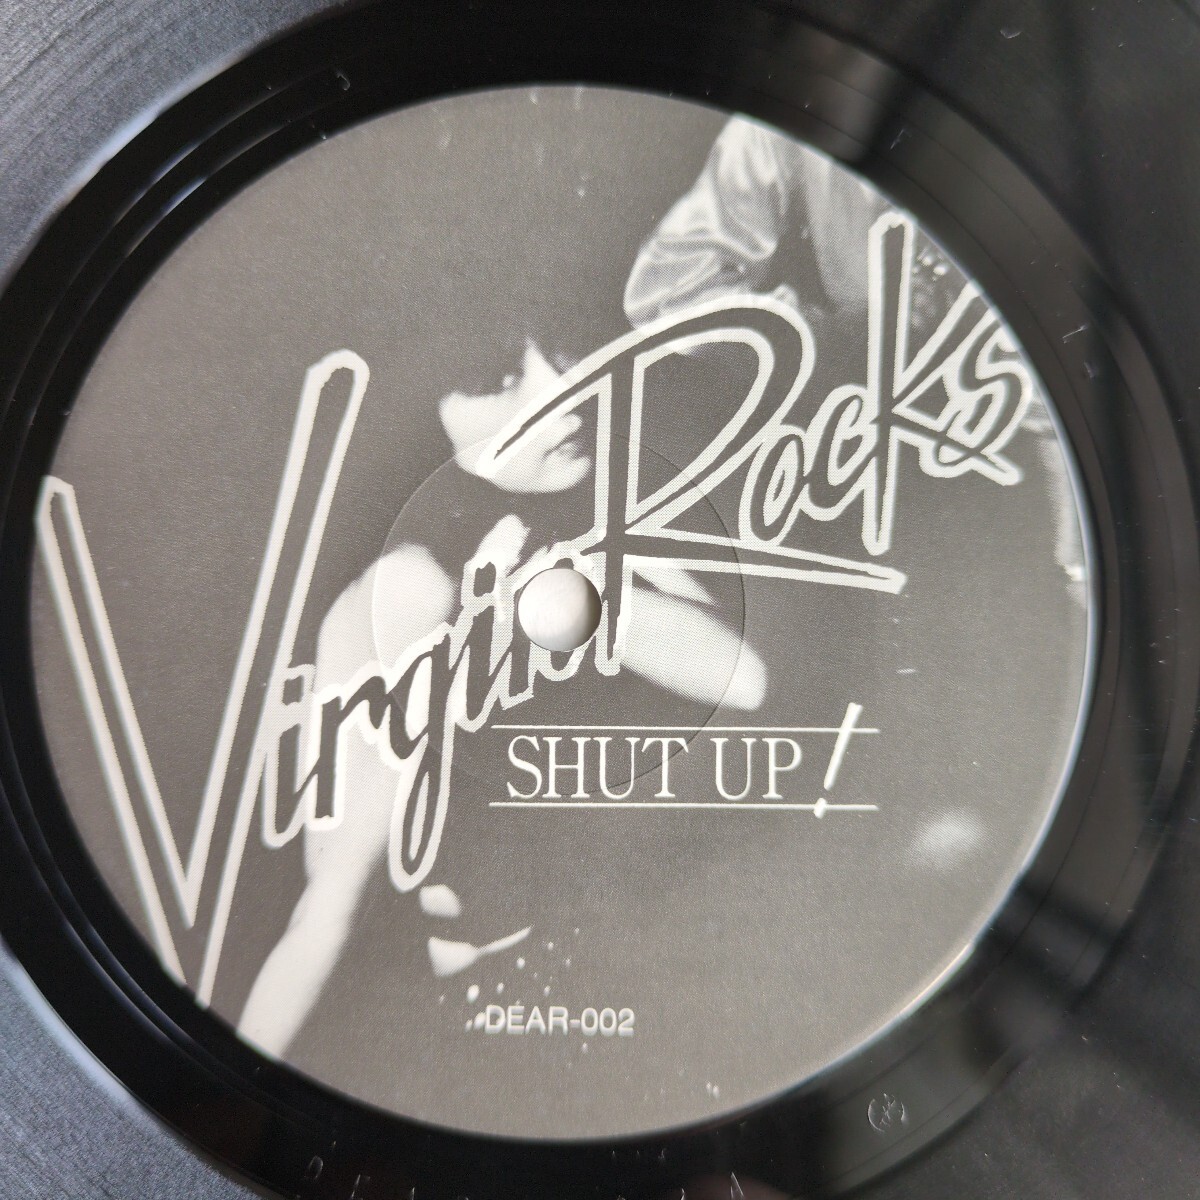 Virgin Rocks
SHUT UP!
DEAR-002